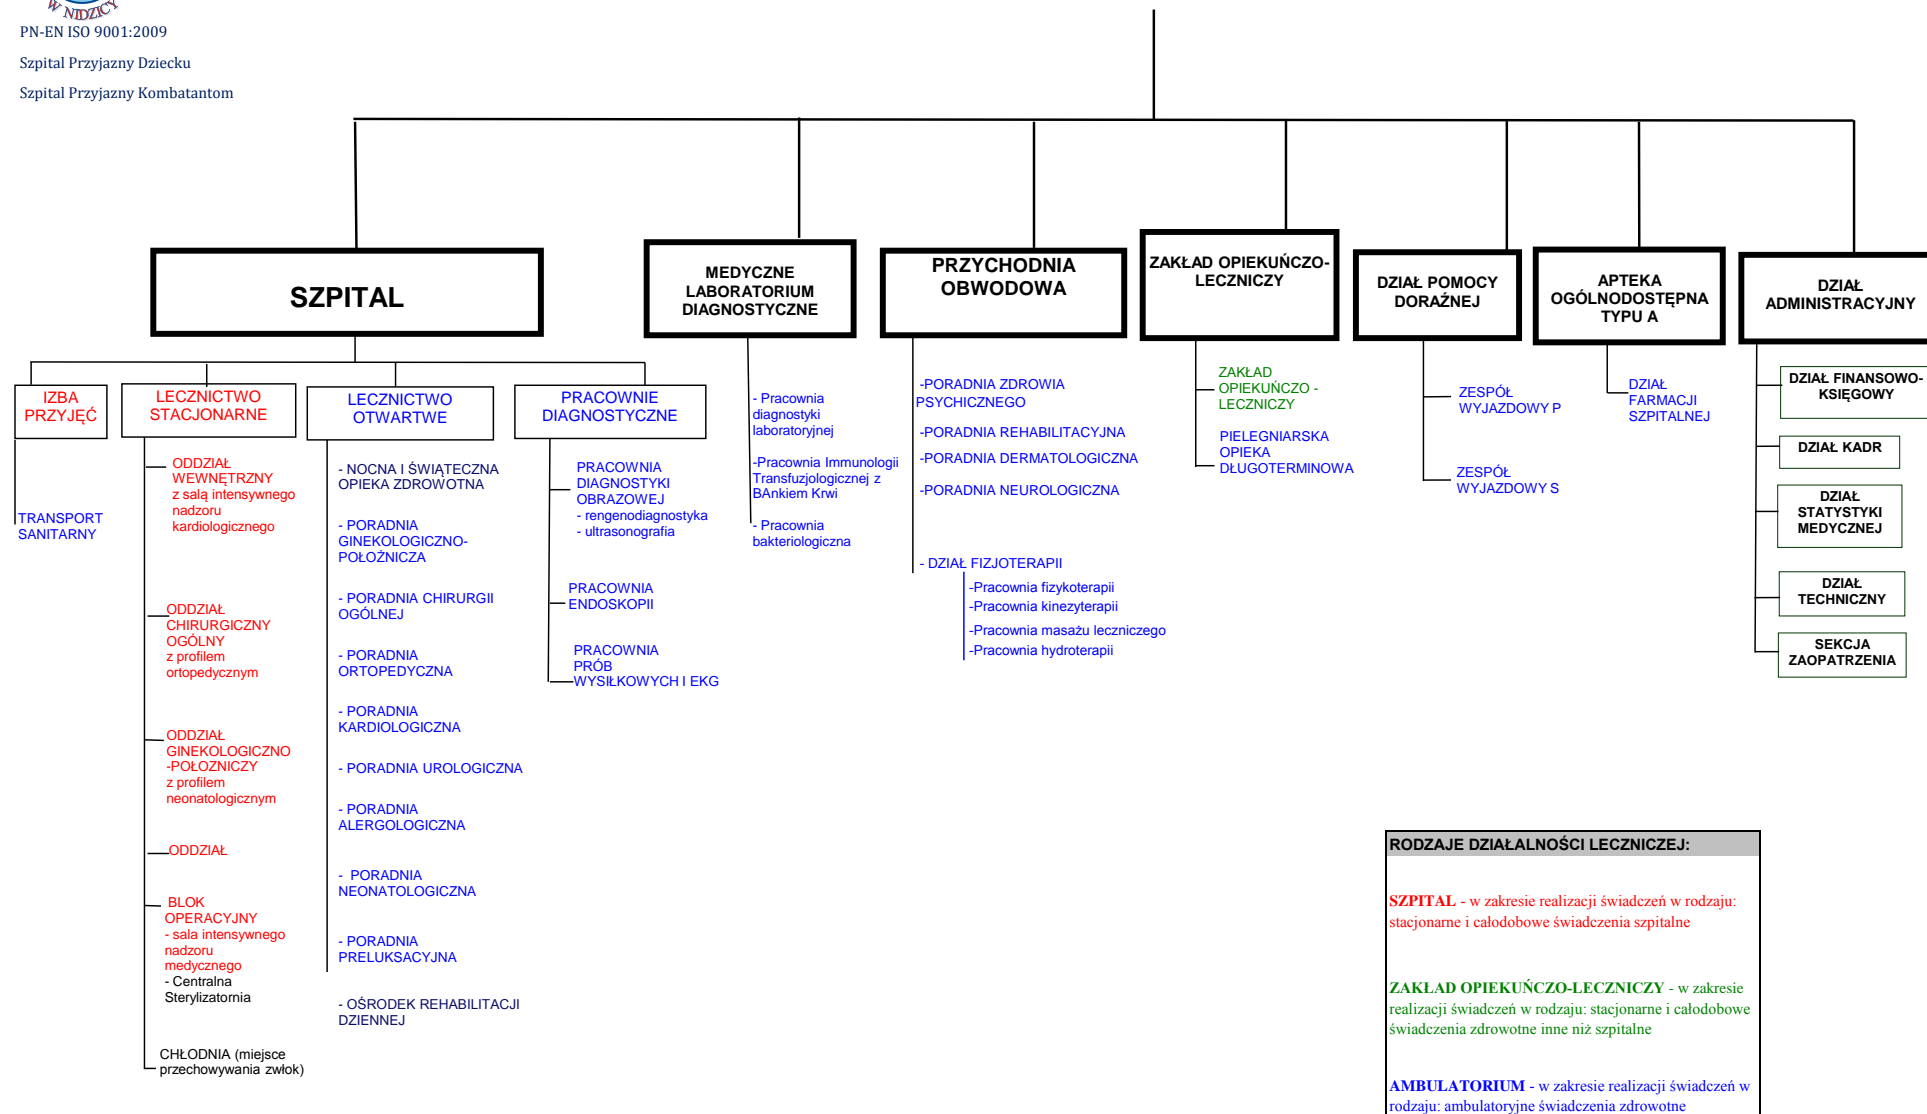 W NIDZICY
PN-EN ISO 9001:2009
Szpital Przyjazny Dziecku
Szpital Przyjazny Kombatantom
SZPITAL
MEDYCZNE
LABORATORIUM
DIAGNOSTYCZNE
PRZYCHODNIA
OBWODOWA
ZAKŁAD OPIEKUŃCZO-
LECZNICZY
DZIAŁ POMOCY
DORAŹNEJ
APTEKA
OGÓLNODOSTĘPNA
TYPU A
DZIAŁ
ADMINISTRACYJNY
IZBA
PRZYJĘĆ
TRANSPORT
SANITARNY
LECZNICTWO
STACJONARNE
ODDZIAŁ
WEWNĘTRZNY
z salą intensywnego
nadzoru
kardiologicznego
ODDZIAŁ
CHIRURGICZNY
OGÓLNY
z profilem
ortopedycznym
ODDZIAŁ
GINEKOLOGICZNO
-POŁOZNICZY
z profilem
neonatologicznym
ODDZIAŁ
BLOK
OPERACYJNY
- sala intensywnego
nadzoru
medycznego
- Centralna
Sterylizatornia
CHŁODNIA (miejsce
przechowywania zwłok)
LECZNICTWO
OTWARTWE
- NOCNA I ŚWIĄTECZNA
OPIEKA ZDROWOTNA
- PORADNIA
GINEKOLOGICZNO-
POŁOŹNICZA
- PORADNIA CHIRURGII
OGÓLNEJ
- PORADNIA
ORTOPEDYCZNA
- PORADNIA
KARDIOLOGICZNA
- PORADNIA UROLOGICZNA
- PORADNIA
ALERGOLOGICZNA
- PORADNIA
NEONATOLOGICZNA
- PORADNIA
PRELUKSACYJNA
- OŚRODEK REHABILITACJI
DZIENNEJ
PRACOWNIE
DIAGNOSTYCZNE
PRACOWNIA
DIAGNOSTYKI
OBRAZOWEJ
- rengenodiagnostyka
- ultrasonografia
PRACOWNIA
ENDOSKOPII
PRACOWNIA
PRÓB
WYSIŁKOWYCH I EKG
- Pracownia
diagnostyki
laboratoryjnej
-Pracownia Immunologii
Transfuzjologicznej z
BAnkiem Krwi
- Pracownia
bakteriologiczna
-PORADNIA ZDROWIA
PSYCHICZNEGO
-PORADNIA REHABILITACYJNA
-PORADNIA DERMATOLOGICZNA
-PORADNIA NEUROLOGICZNA
- DZIAŁ FIZJOTERAPII
-Pracownia fizykoterapii
-Pracownia kinezyterapii
-Pracownia masażu leczniczego
-Pracownia hydroterapii
ZAKŁAD
OPIEKUŃCZO -
LECZNICZY
PIELEGNIARSKA
OPIEKA
DŁUGOTERMINOWA
ZESPÓŁ
WYJAZDOWY P
ZESPÓŁ
WYJAZDOWY S
DZIAŁ
FARMACJI
SZPITALNEJ
DZIAŁ FINANSOWO-
KSIĘGOWY
DZIAŁ KADR
DZIAŁ
STATYSTYKI
MEDYCZNEJ
DZIAŁ
TECHNICZNY
SEKCJA
ZAOPATRZENIA
RODZAJE DZIAŁALNOŚCI LECZNICZEJ:
SZPITAL - w zakresie realizacji świadczeń w rodzaju:
stacjonarne i całodobowe świadczenia szpitalne
ZAKŁAD OPIEKUŃCZO-LECZNICZY - w zakresie
realizacji świadczeń w rodzaju: stacjonarne i całodobowe
świadczenia zdrowotne inne niż szpitalne
AMBULATORIUM - w zakresie realizacji świadczeń w
rodzaju: ambulatoryjne świadczenia zdrowotne